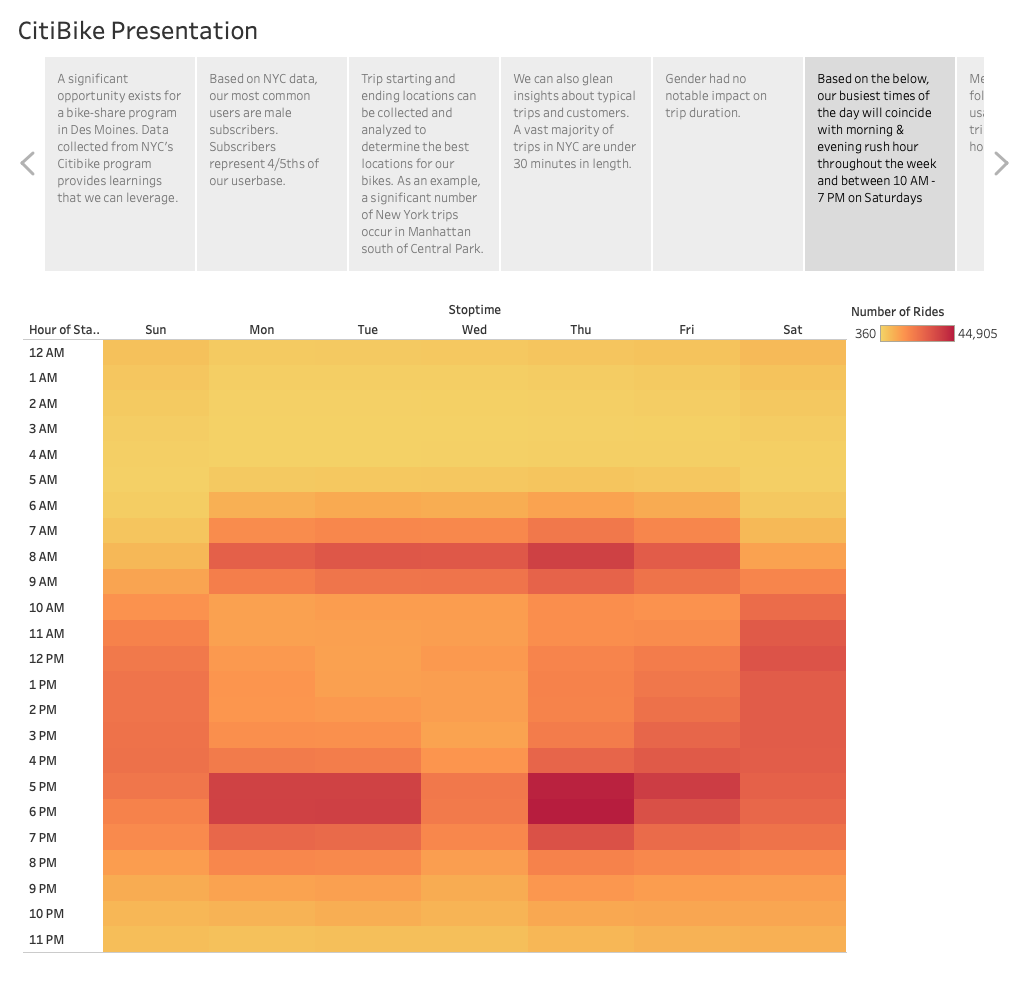 CitiBike Presentation
A significant
opportunity exists for
a bike-share program
in Des Moines. Data
collected from NYC's
Citibike program
provides learnings
that we can leverage.
Based on NYC data,
our most common
users are male
subscribers.
Subscribers
represent 4/5ths of
our userbase.
Trip starting and
ending locations can
be collected and
analyzed to
determine the best
locations for our
bikes. As an example,
a significant number
of New York trips
occur in Manhattan
south of Central Park.
We can also glean
insights about typical
trips and customers.
A vast majority of
trips in NYC are under
30 minutes in length.
Gender had no
notable impact on
trip duration.
Based on the below,
our busiest times of
the day will coincide
with morning &
evening rush hour
throughout the week
and between 10 AM -
7 PM on Saturdays
Stoptime
Hour of Sta.. Sun Mon Tue Wed Thu Fri Sat
12 AM
1 AM
2 AM
3 AM
4 AM
5 AM
6 AM
7 AM
8 AM
9 AM
10 AM
11 AM
12 PM
1 PM
2 PM
3 PM
4 PM
5 PM
6 PM
7 PM
8 PM
9 PM
10 PM
11 PM
Number of Rides
360 44,905